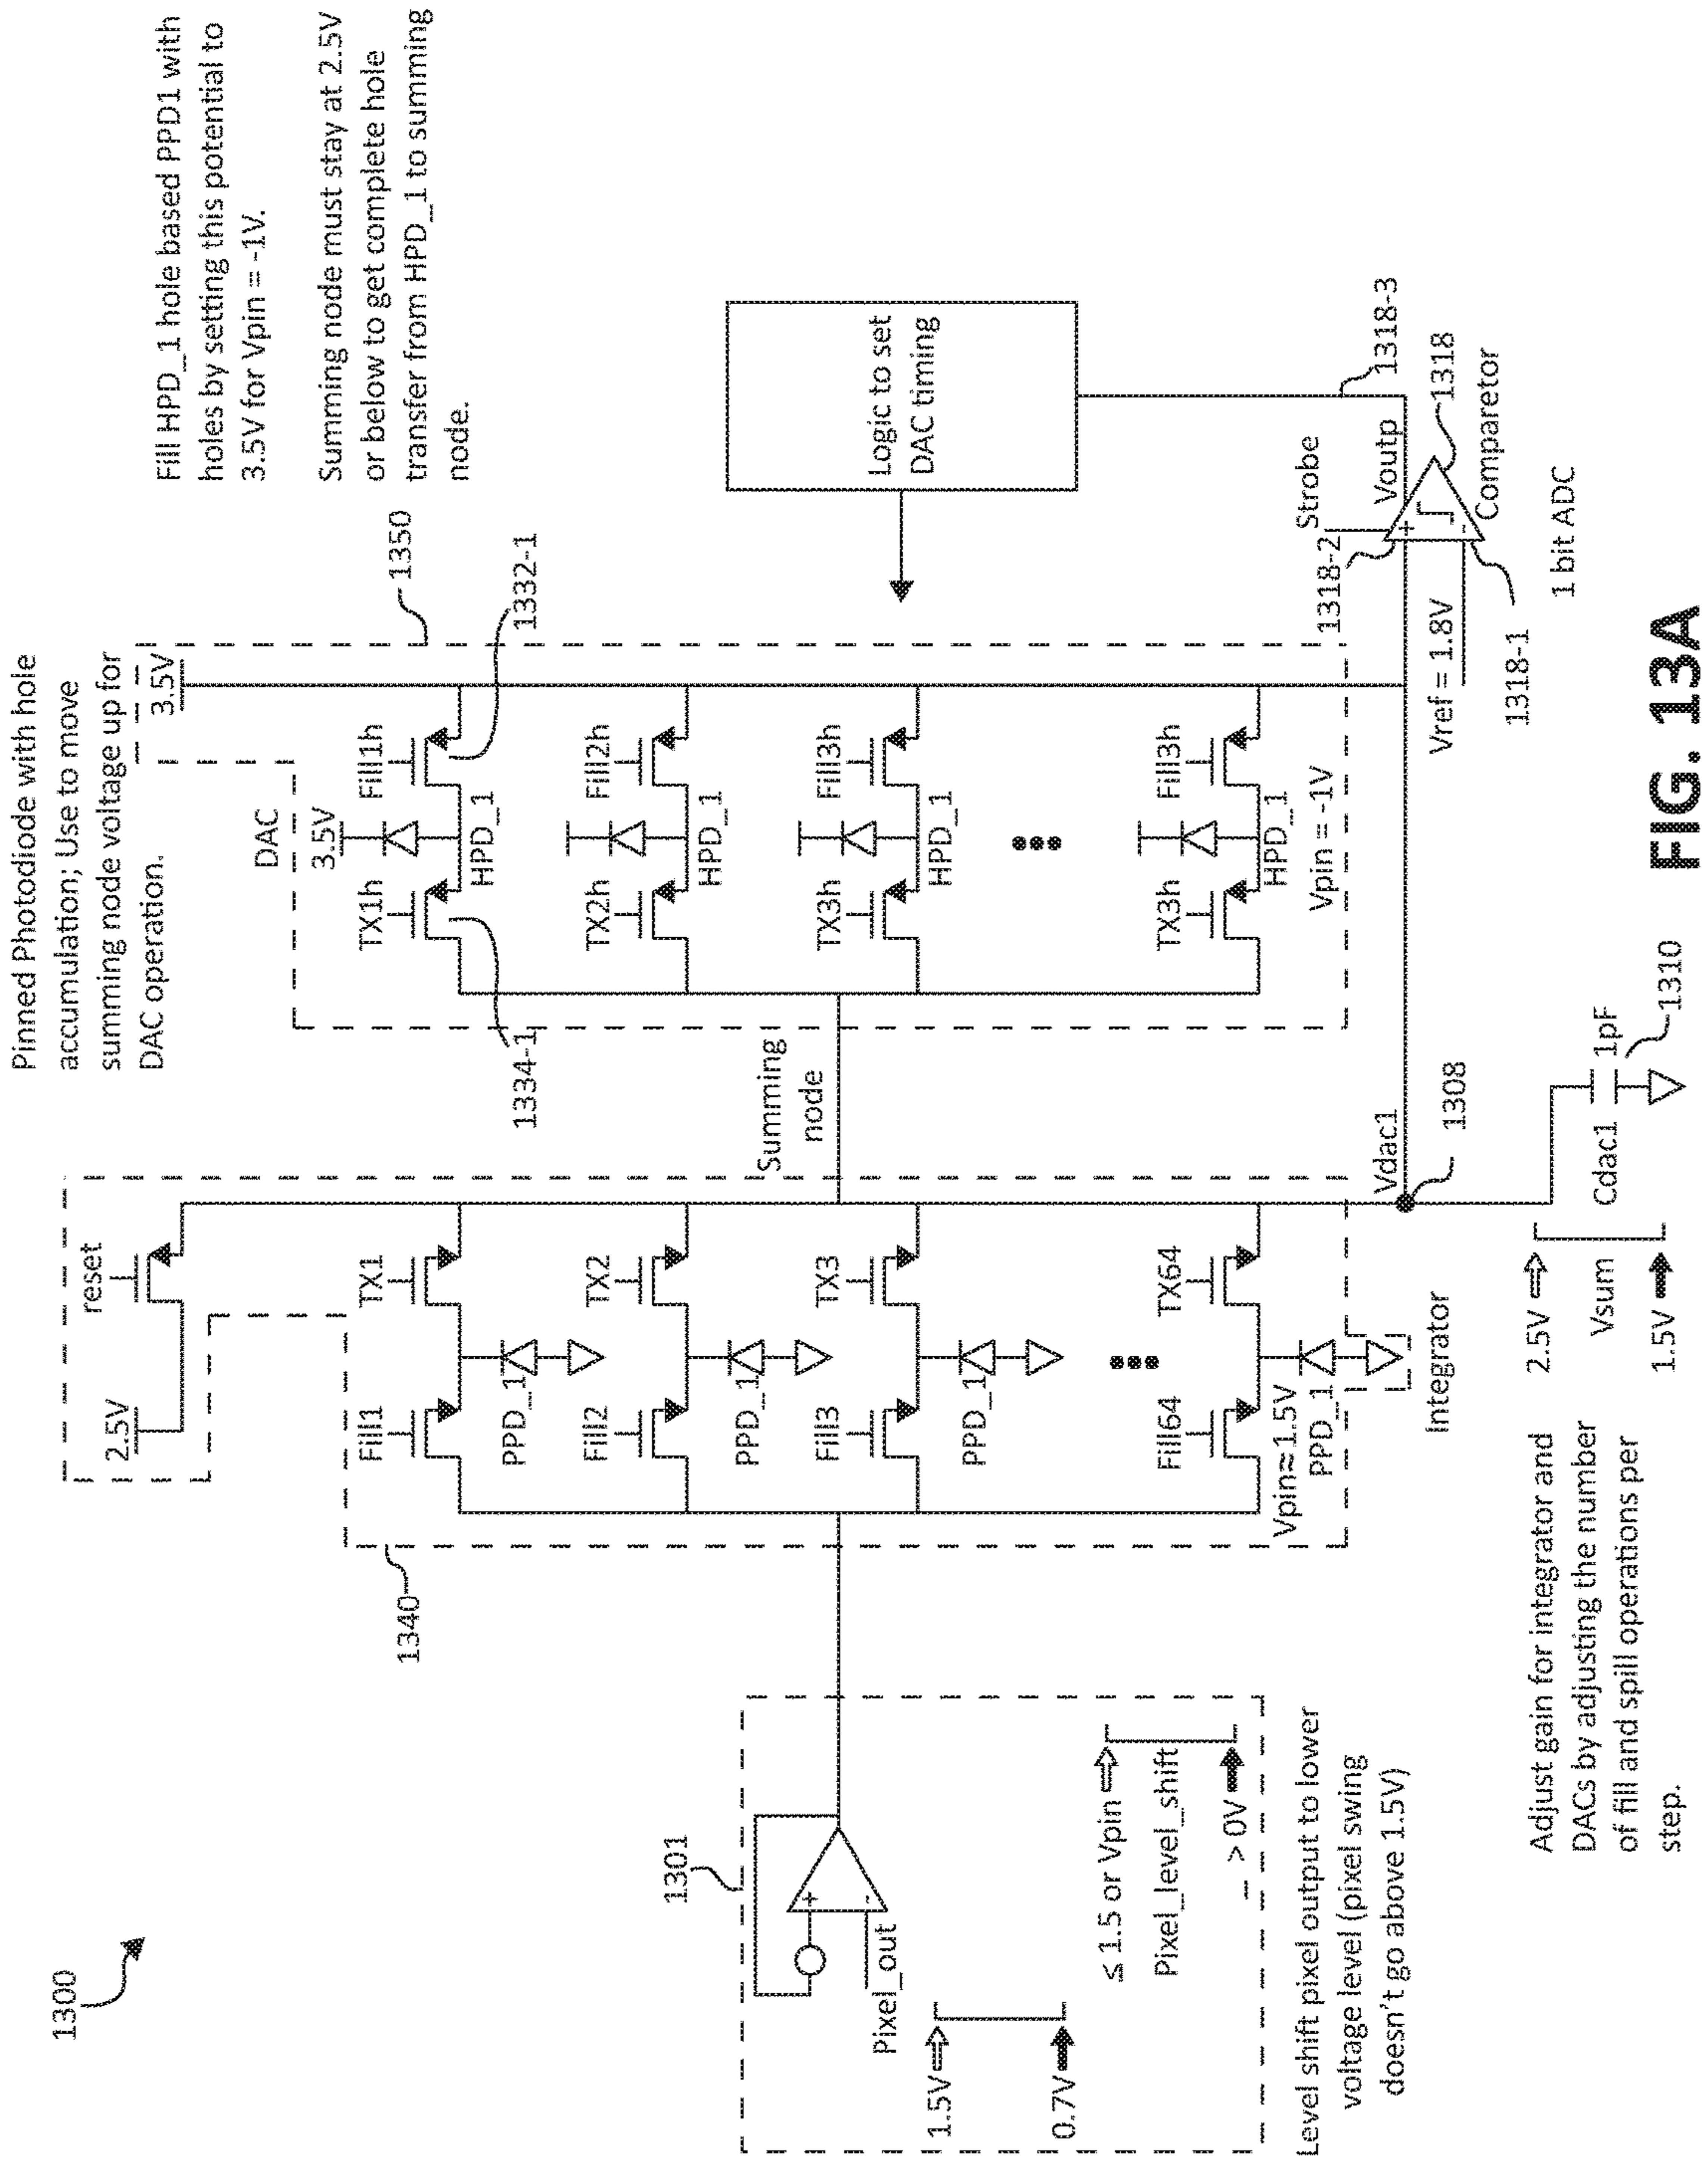 1300
Pinned Photodiode with hole
accumulation; Use to move
summing node voltage up for
DAC operation.
Fill HPD_1 hole based PPD1 with
holes by setting this potential to
3.5V for Vpin = -1V.
Summing node must stay at 2.5V
or below to get complete hole
transfer from HPD_1 to summing
node.
1301
Pixel_out
1.5V
0.7V
≤ 1.5 or Vpin
Pixel_level_shift
-- > 0V
Level shift pixel output to lower
voltage level (pixel swing
doesn't go above 1.5V)
1340
2.5V
reset
Fill1
TX1
PPD_1
Fill2
TX2
PPD_1
Fill3
TX3
PPD_1
Fill64
TX64
Vpin≈1.5V
PPD_1
Integrator
Summing
node
DAC
3.5V
3.5V
1350
TX1h
Fill1h
HPD_1
1334-1
1332-1
TX2h
Fill2h
HPD_1
TX3h
Fill3h
HPD_1
TX3h
Fill3h
HPD_1
Vpin = -1V
Logic to set
DAC timing
Vdac1
1308
Cdac1
1pF
1310
2.5V
Vsum
1.5V
Adjust gain for integrator and
DACs by adjusting the number
of fill and spill operations per
step.
Strobe
1318-2
Voutp
1318-3
+
-
1318
Comparetor
Vref = 1.8V
1318-1
1 bit ADC
FIG. 13A